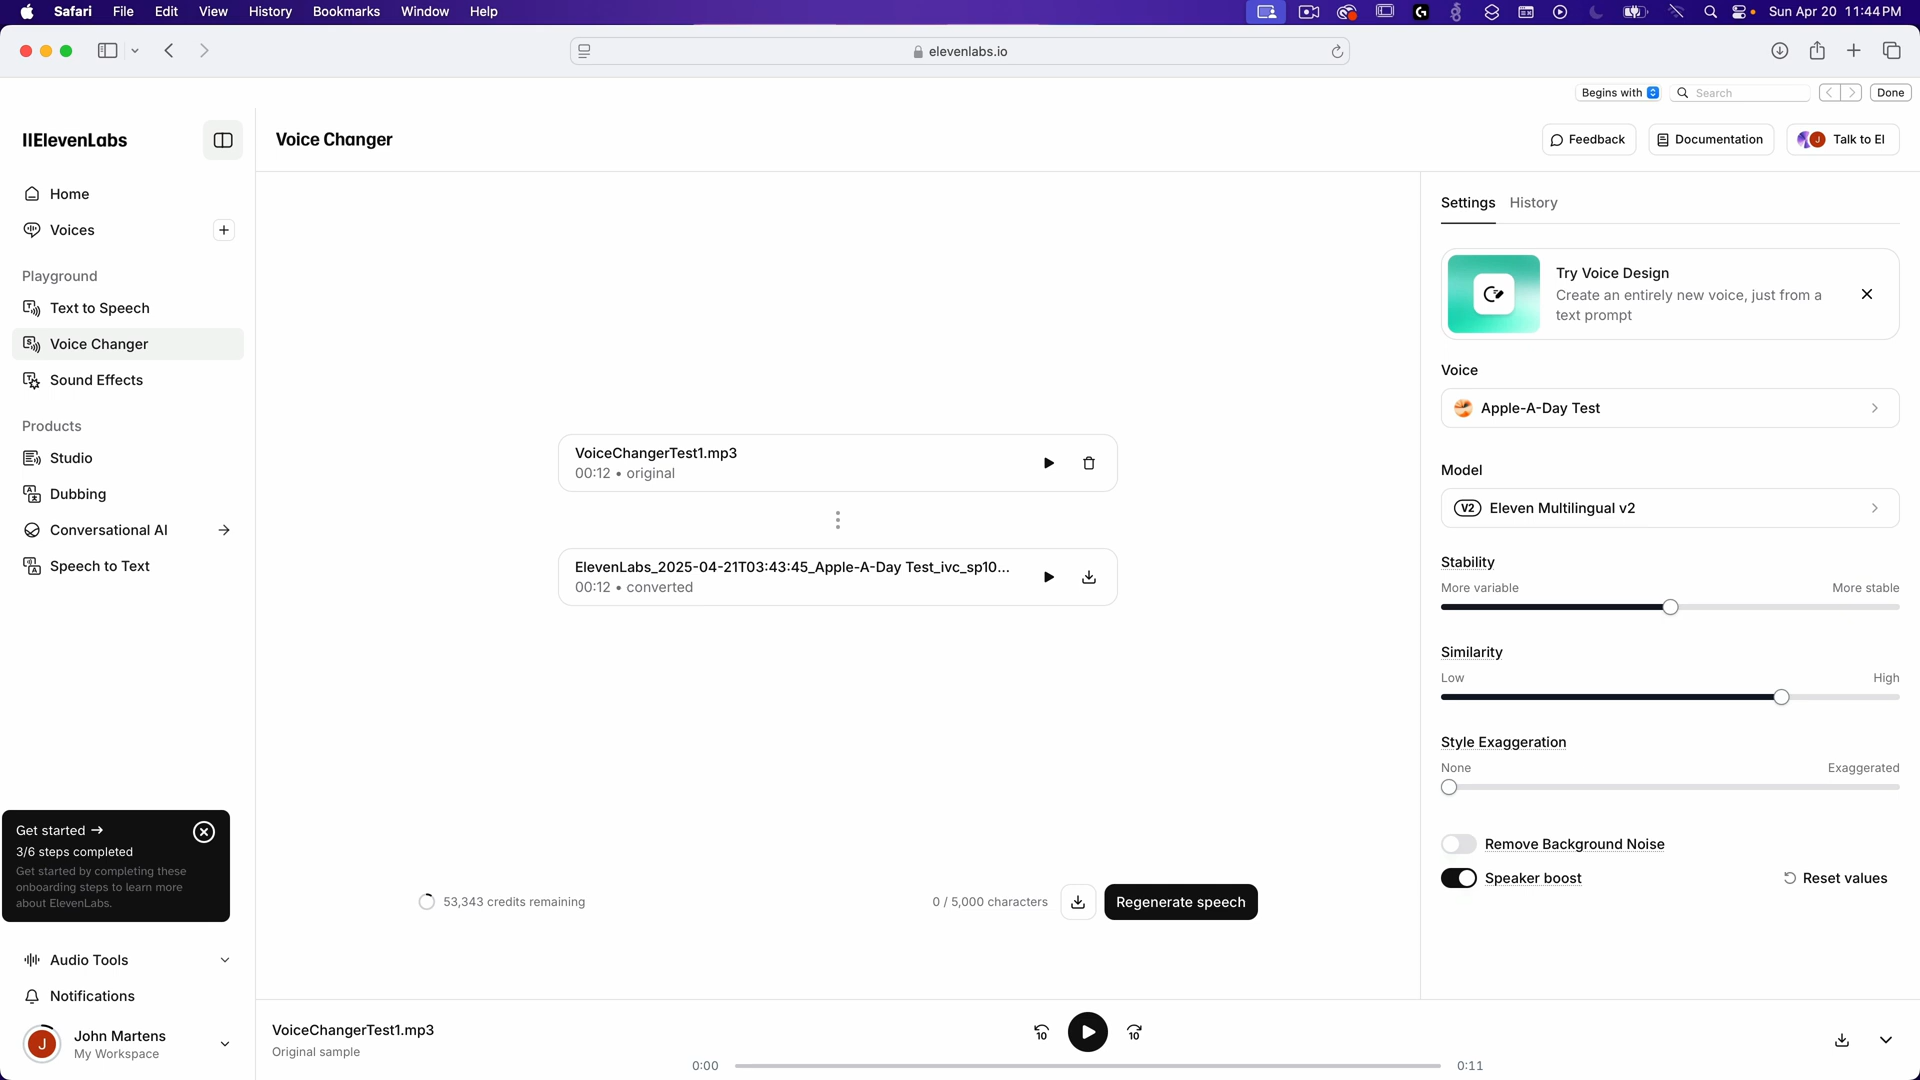 Safari File Edit View History Bookmarks Window Help
Sun Apr 20 11:44 PM
elevenlabs.io
Begins with
Search
Done
IIElevenLabs
Voice Changer
Feedback
Documentation
J
Talk to El
Home
Voices
Playground
Text to Speech
Voice Changer
Sound Effects
Products
Studio
Dubbing
Conversational AI
Speech to Text
Get started →
3/6 steps completed
Get started by completing these
onboarding steps to learn more
about ElevenLabs.
Audio Tools
Notifications
J
John Martens
My Workspace
VoiceChangerTest1.mp3
00:12 • original
ElevenLabs_2025-04-21T03:43:45_Apple-A-Day Test_ivc_sp10...
00:12 • converted
53,343 credits remaining
0 / 5,000 characters
Regenerate speech
Settings
History
Try Voice Design
Create an entirely new voice, just from a
text prompt
Voice
Apple-A-Day Test
Model
V2 Eleven Multilingual v2
Stability
More variable
More stable
Similarity
Low
High
Style Exaggeration
None
Exaggerated
Remove Background Noise
Speaker boost
Reset values
VoiceChangerTest1.mp3
Original sample
10
10
0:00
0:11